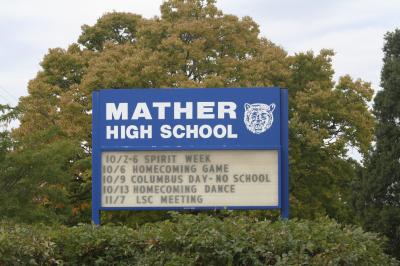 MATHER
HIGH SCHOOL
10/2-6 SPIRIT WEEK
10/6 HOMECOMING GAME
10/9 COLUMBUS DAY-NO SCHOOL
10/13 HOMECOMING DANCE
11/7 LSC MEETING